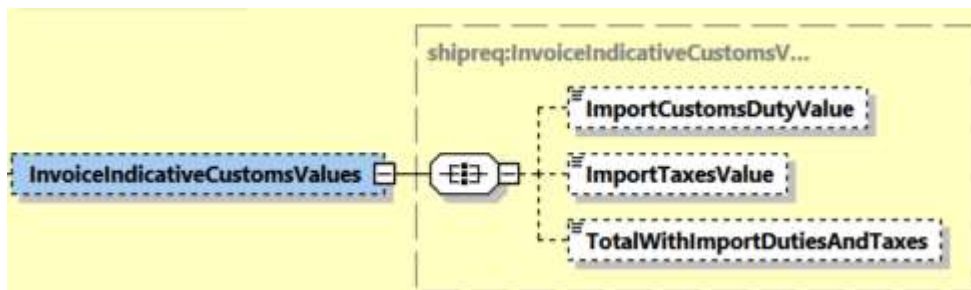 shipreq:InvoiceIndicativeCustomsV...
ImportCustomsDutyValue
InvoiceIndicativeCustomsValues
ImportTaxesValue
TotalWithImportDutiesAndTaxes